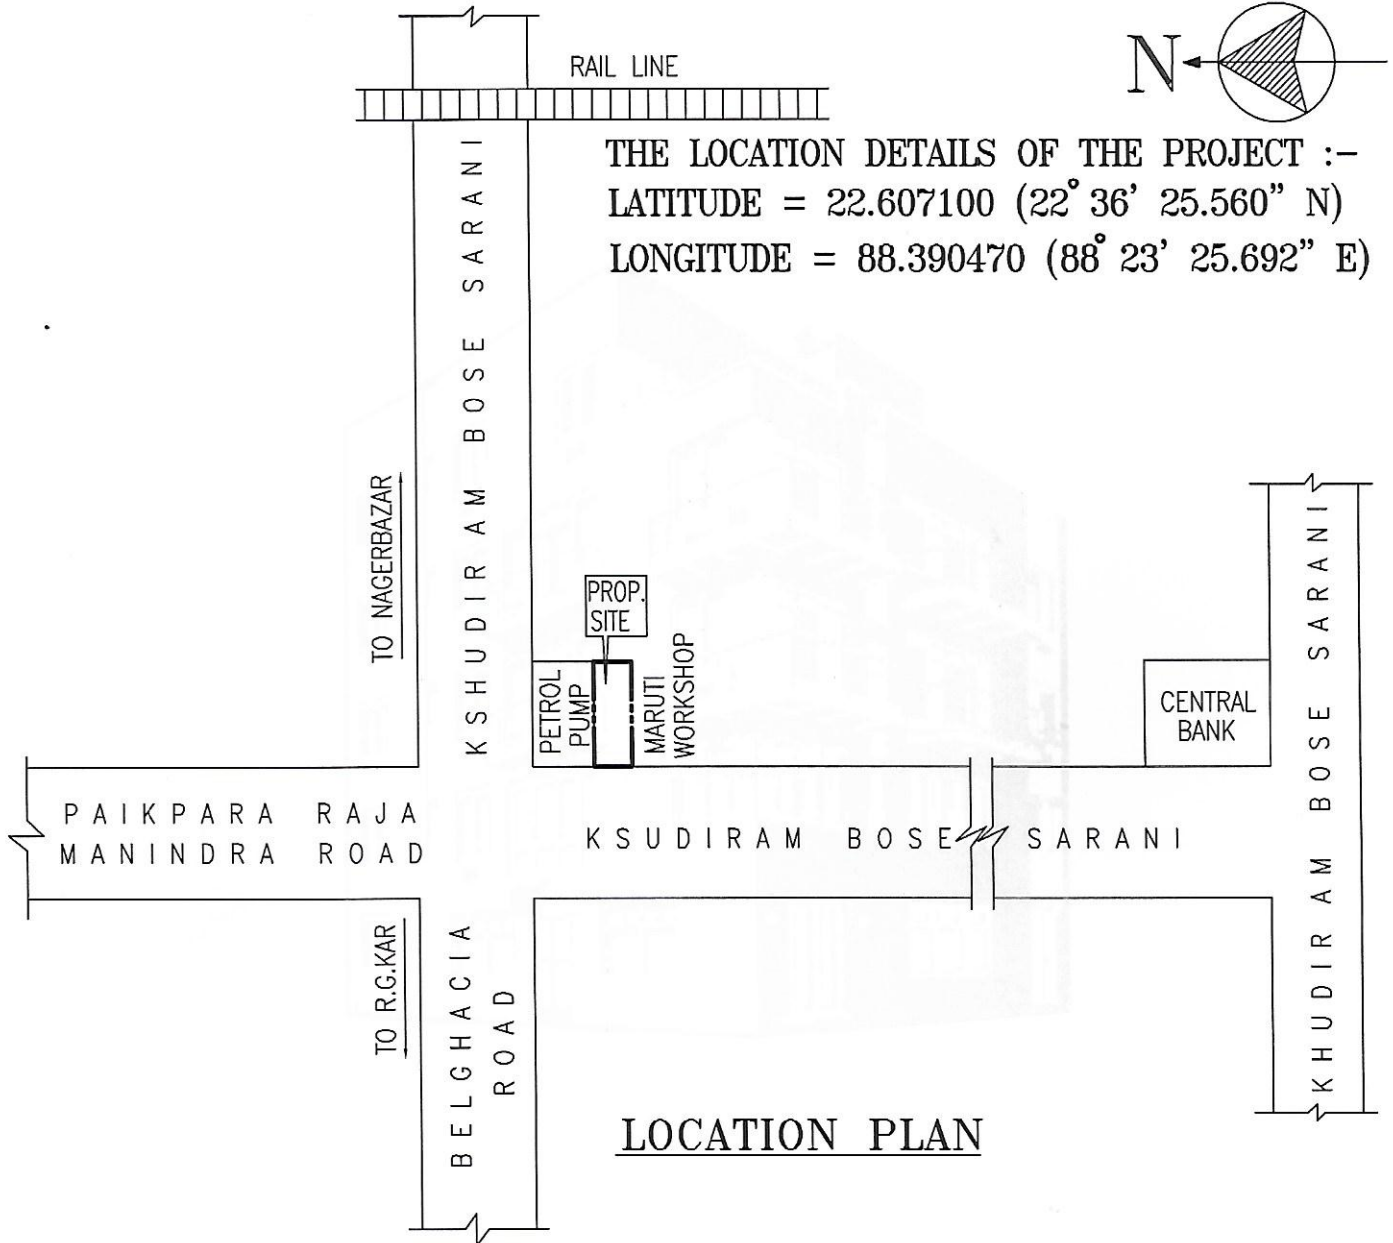 RAIL LINE
N
THE LOCATION DETAILS OF THE PROJECT :-
LATITUDE = 22.607100 (22° 36' 25.560" N)
LONGITUDE = 88.390470 (88° 23' 25.692" E)
KSHUDIRAM BOSE SARANI
TO NAGERBAZAR
PROP.
SITE
PETROL
PUMP
MARUTI
WORKSHOP
CENTRAL
BANK
KHUDIRAM BOSE SARANI
PAIKPARA RAJA
MANINDRA ROAD
KSUDIRAM BOSE SARANI
TO R.G.KAR
BELGHACIA
ROAD
LOCATION PLAN